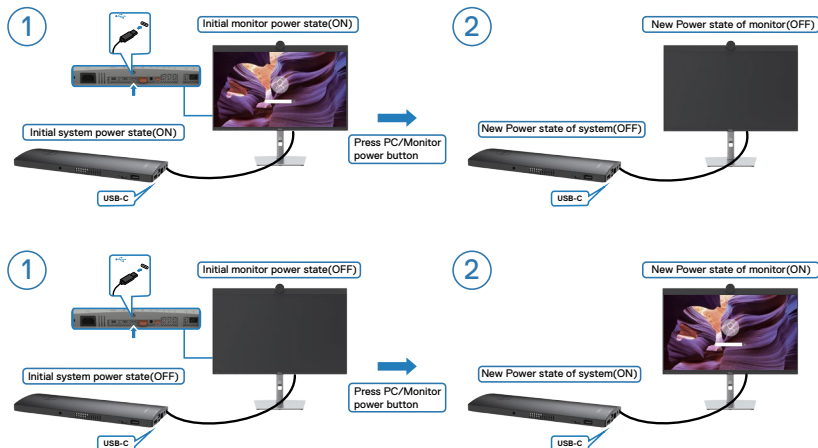 1
Initial monitor power state(ON)
2
New Power state of monitor(OFF)
Initial system power state(ON)
Press PC/Monitor
power button
New Power state of system(OFF)
USB-C
USB-C
1
Initial monitor power state(OFF)
2
New Power state of monitor(ON)
Initial system power state(OFF)
Press PC/Monitor
power button
New Power state of system(ON)
USB-C
USB-C